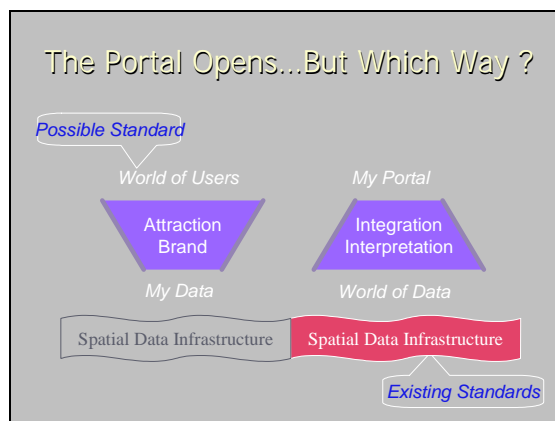 The Portal Opens...But Which Way ?
Possible Standard
World of Users
Attraction
Brand
My Data
My Portal
Integration
Interpretation
World of Data
Spatial Data Infrastructure
Spatial Data Infrastructure
Existing Standards